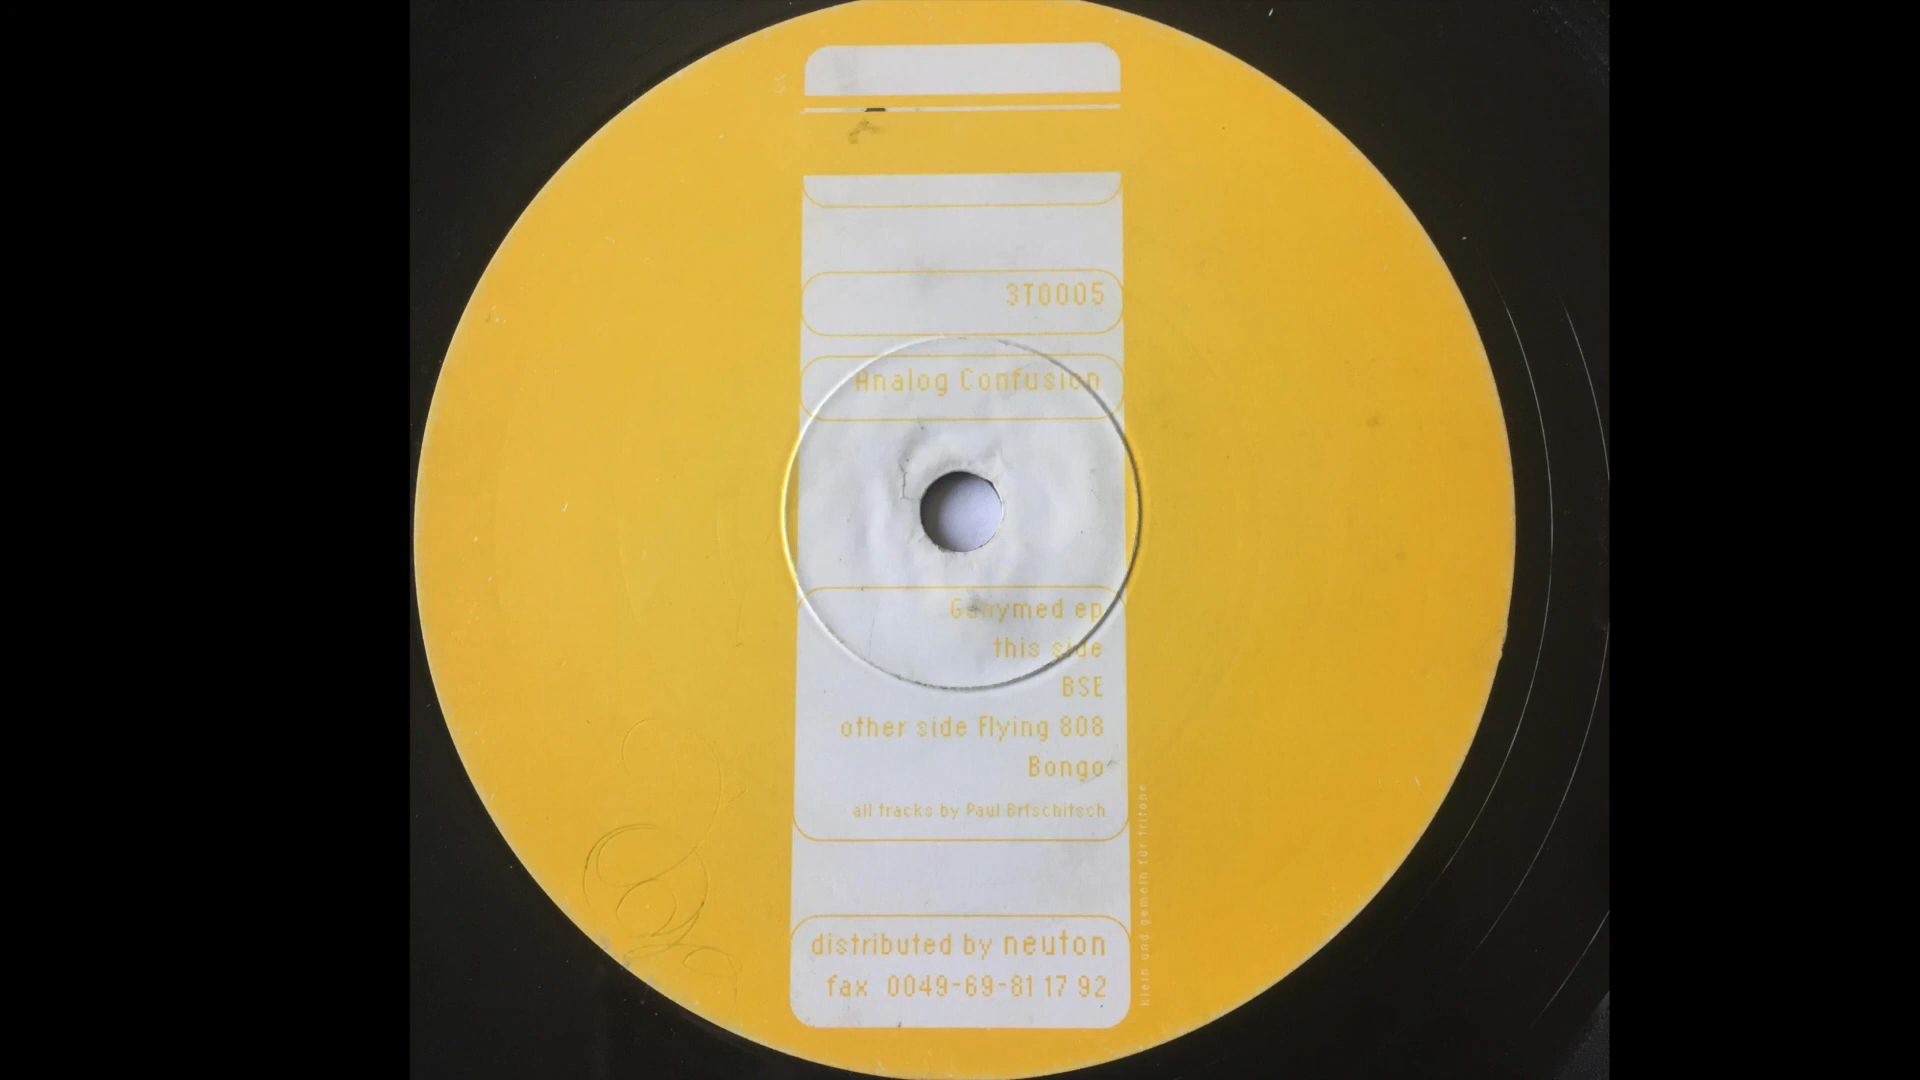 3T0005
Analog Confusion
Ganymed ep
this side
BSE
other side Flying 808
Bongo
all tracks by Paul Brtschitsch
distributed by neuton
fax 0049-69-81 17 92
klein und gemein für tritone